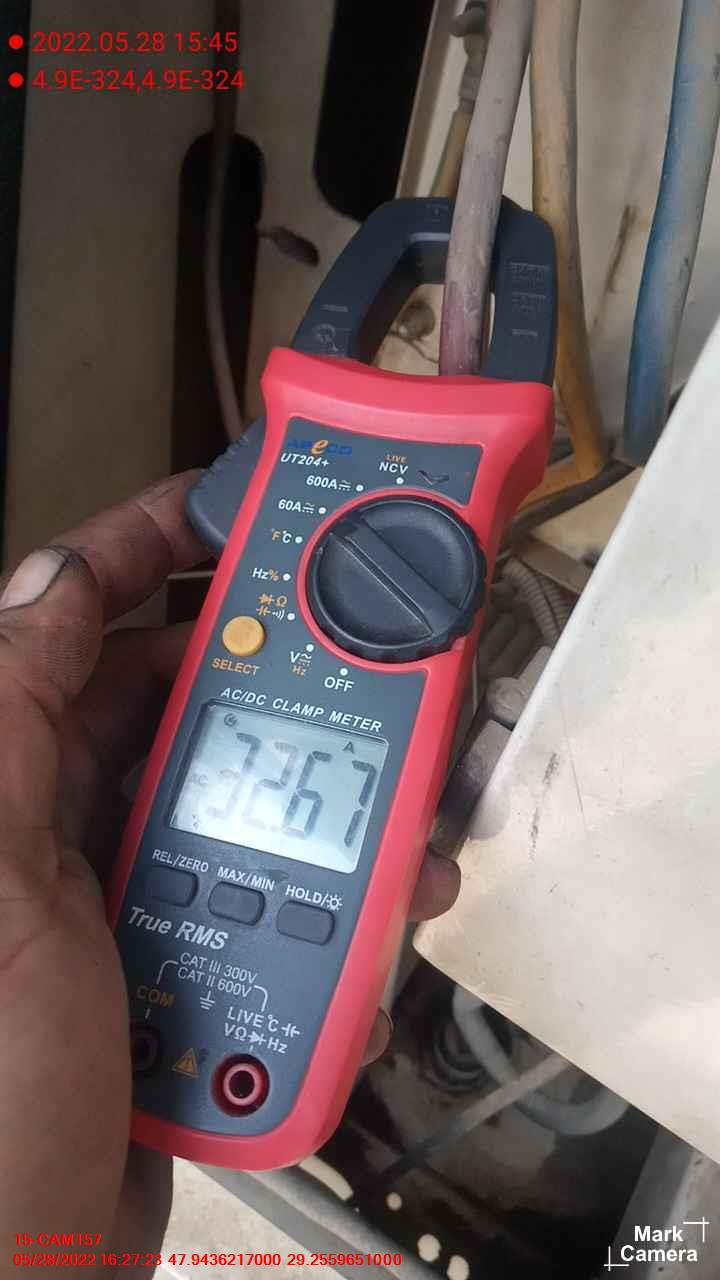 2022.05.28 15:45
4.9E-324,4.9E-324
UT204+
LIVE
NCV
600A
60A
°F°C
Hz%
Ω
V
Hz
OFF
SELECT
AC/DC CLAMP METER
A
AC
32.67
REL/ZERO MAX/MIN HOLD/
True RMS
CAT III 300V
CAT II 600V
COM
LIVE °C
VΩ Hz
15-CAM157
05/28/2022 16:27:23 47.9436217000 29.2559651000
Mark
Camera